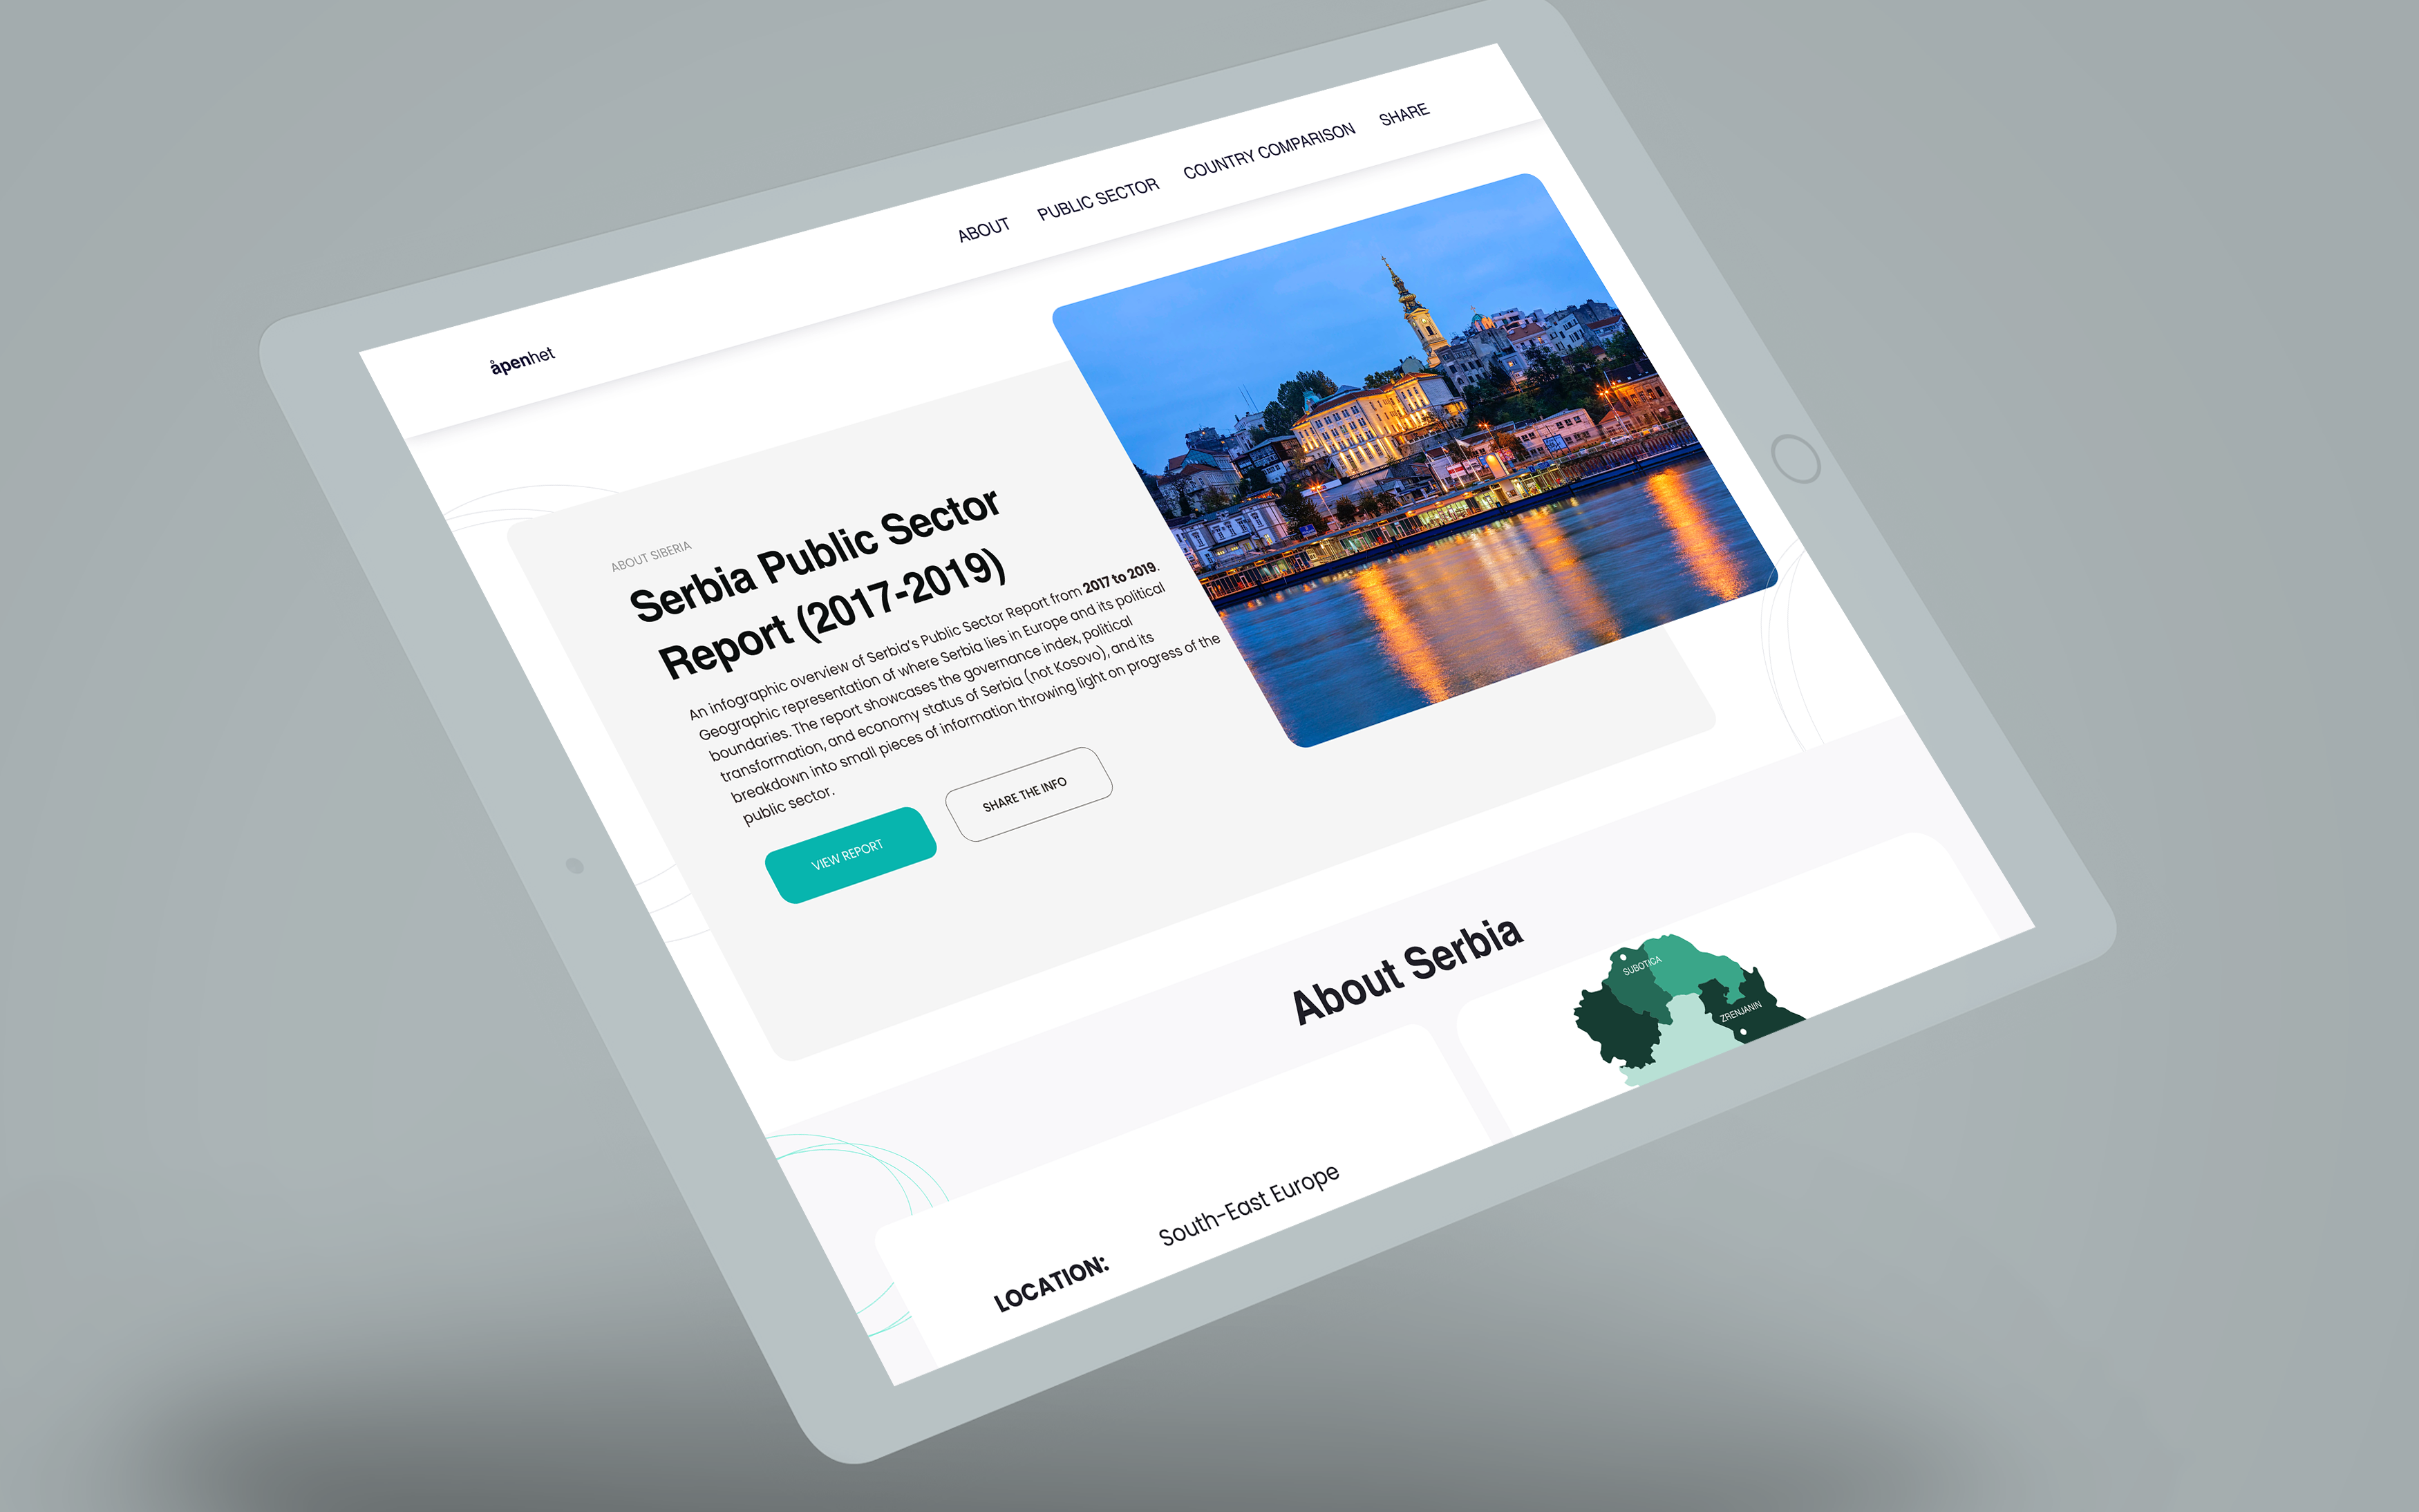 åpenhet
ABOUT
PUBLIC SECTOR
COUNTRY COMPARISON
SHARE
ABOUT SIBERIA
Serbia Public Sector
Report (2017-2019)
An infographic overview of Serbia's Public Sector Report from 2017 to 2019.
Geographic representation of where Serbia lies in Europe and its political
boundaries. The report showcases the governance index, political
transformation, and economy status of Serbia (not Kosovo), and its
breakdown into small pieces of information throwing light on progress of the
public sector.
VIEW REPORT
SHARE THE INFO
About Serbia
SUBOTICA
ZRENJANIN
LOCATION:
South-East Europe